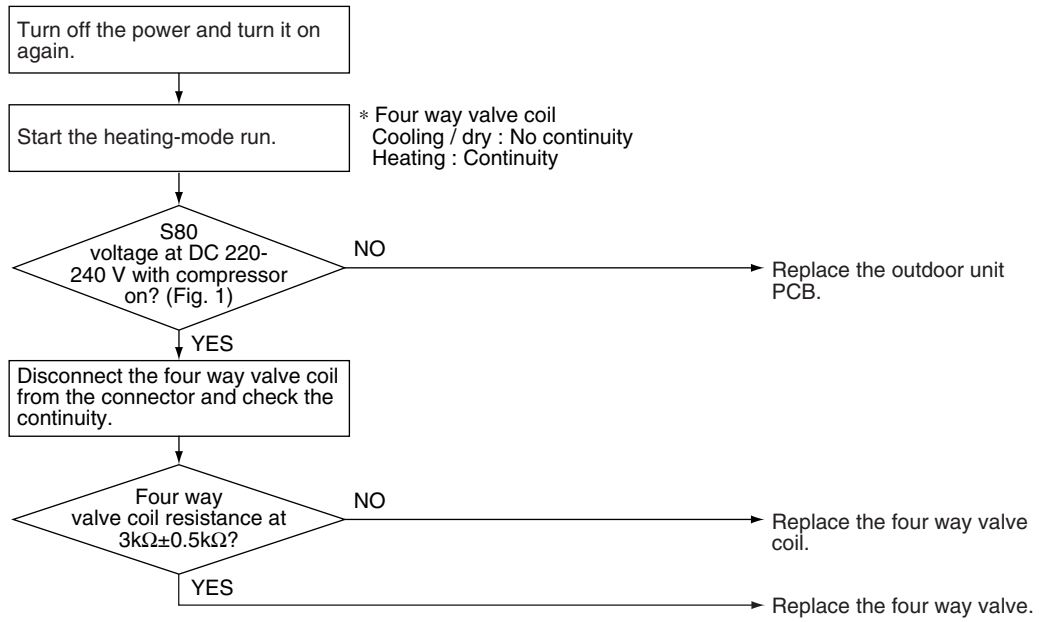 Turn off the power and turn it on
again.
Start the heating-mode run.
* Four way valve coil
Cooling / dry : No continuity
Heating : Continuity
S80
voltage at DC 220-
240 V with compressor
on? (Fig. 1)
NO
Replace the outdoor unit
PCB.
YES
Disconnect the four way valve coil
from the connector and check the
continuity.
Four way
valve coil resistance at
3kΩ±0.5kΩ?
NO
Replace the four way valve
coil.
YES
Replace the four way valve.